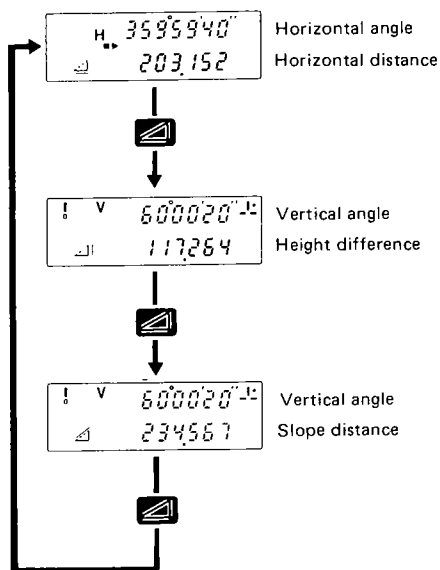 H 359°59'40" Horizontal angle
203.152 Horizontal distance
V 60°00'20" Vertical angle
117.264 Height difference
V 60°00'20" Vertical angle
234.567 Slope distance